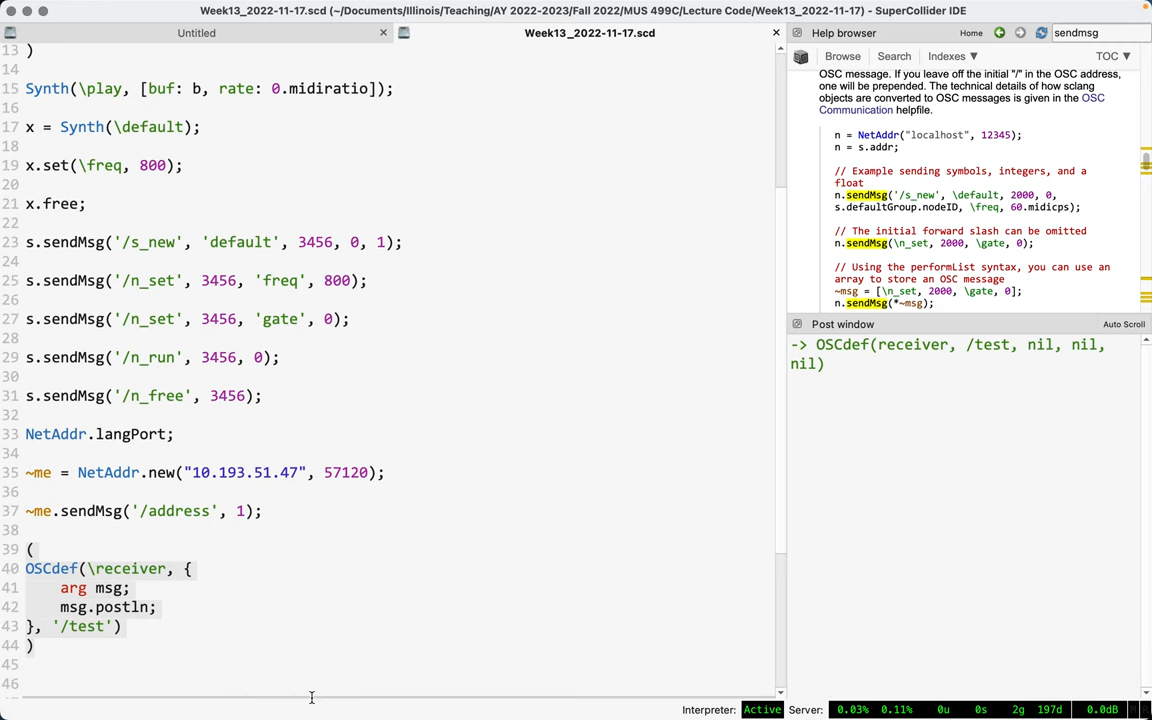 Week13_2022-11-17.scd (~/Documents/Illinois/Teaching/AY 2022-2023/Fall 2022/MUS 499C/Lecture Code/Week13_2022-11-17) - SuperCollider IDE
Untitled
Week13_2022-11-17.scd
13 )
14
15 Synth(\play, [buf: b, rate: 0.midiratio]);
16
17 x = Synth(\default);
18
19 x.set(\freq, 800);
20
21 x.free;
22
23 s.sendMsg('/s_new', 'default', 3456, 0, 1);
24
25 s.sendMsg('/n_set', 3456, 'freq', 800);
26
27 s.sendMsg('/n_set', 3456, 'gate', 0);
28
29 s.sendMsg('/n_run', 3456, 0);
30
31 s.sendMsg('/n_free', 3456);
32
33 NetAddr.langPort;
34
35 ~me = NetAddr.new("10.193.51.47", 57120);
36
37 ~me.sendMsg('/address', 1);
38
39 (
40 OSCdef(\receiver, {
41 arg msg;
42 msg.postln;
43 }, '/test')
44 )
45
46
Help browser
Home
sendmsg
Browse
Search
Indexes ▼
TOC ▼
OSC message. If you leave off the initial "/" in the OSC address,
one will be prepended. The technical details of how sclang
objects are converted to OSC messages is given in the OSC
Communication helpfile.
n = NetAddr("localhost", 12345);
n = s.addr;
// Example sending symbols, integers, and a
float
n.sendMsg('/s_new', \default, 2000, 0,
s.defaultGroup.nodeID, \freq, 60.midicps);
// The initial forward slash can be omitted
n.sendMsg(\n_set, 2000, \gate, 0);
// Using the performList syntax, you can use an
array to store an OSC message
~msg = [\n_set, 2000, \gate, 0];
n.sendMsg(*~msg);
Post window
Auto Scroll
-> OSCdef(receiver, /test, nil, nil,
nil)
Interpreter: Active Server: 0.03% 0.11% 0u 0s 2g 197d 0.0dB